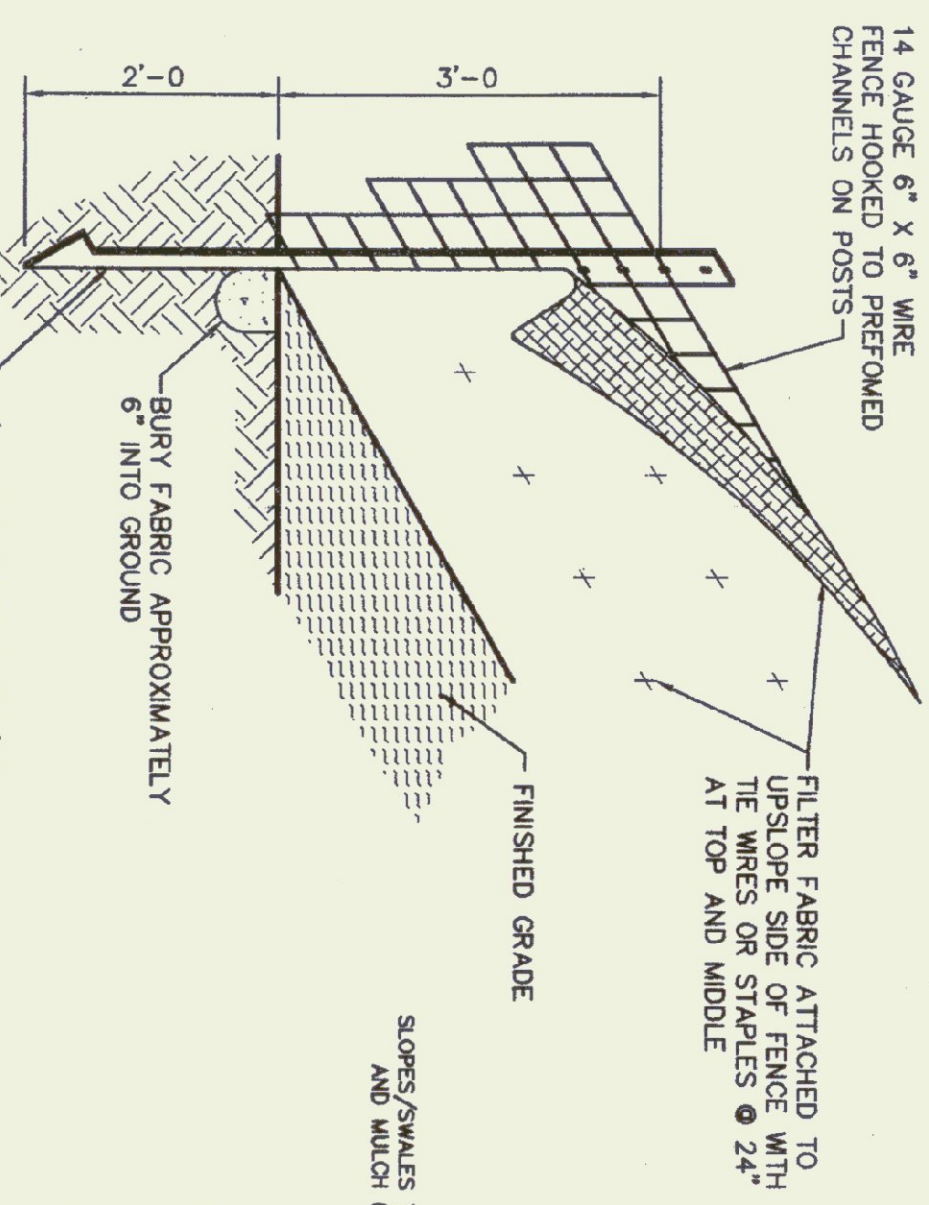 14 GAUGE 6" X 6" WIRE
FENCE HOOKED TO PREFOMED
CHANNELS ON POSTS
3'-0
2'-0
FILTER FABRIC ATTACHED TO
UPSLOPE SIDE OF FENCE WITH
TIE WIRES OR STAPLES @ 24"
AT TOP AND MIDDLE
FINISHED GRADE
BURY FABRIC APPROXIMATELY
6" INTO GROUND
SLOPES/SWALES
AND MULCH (